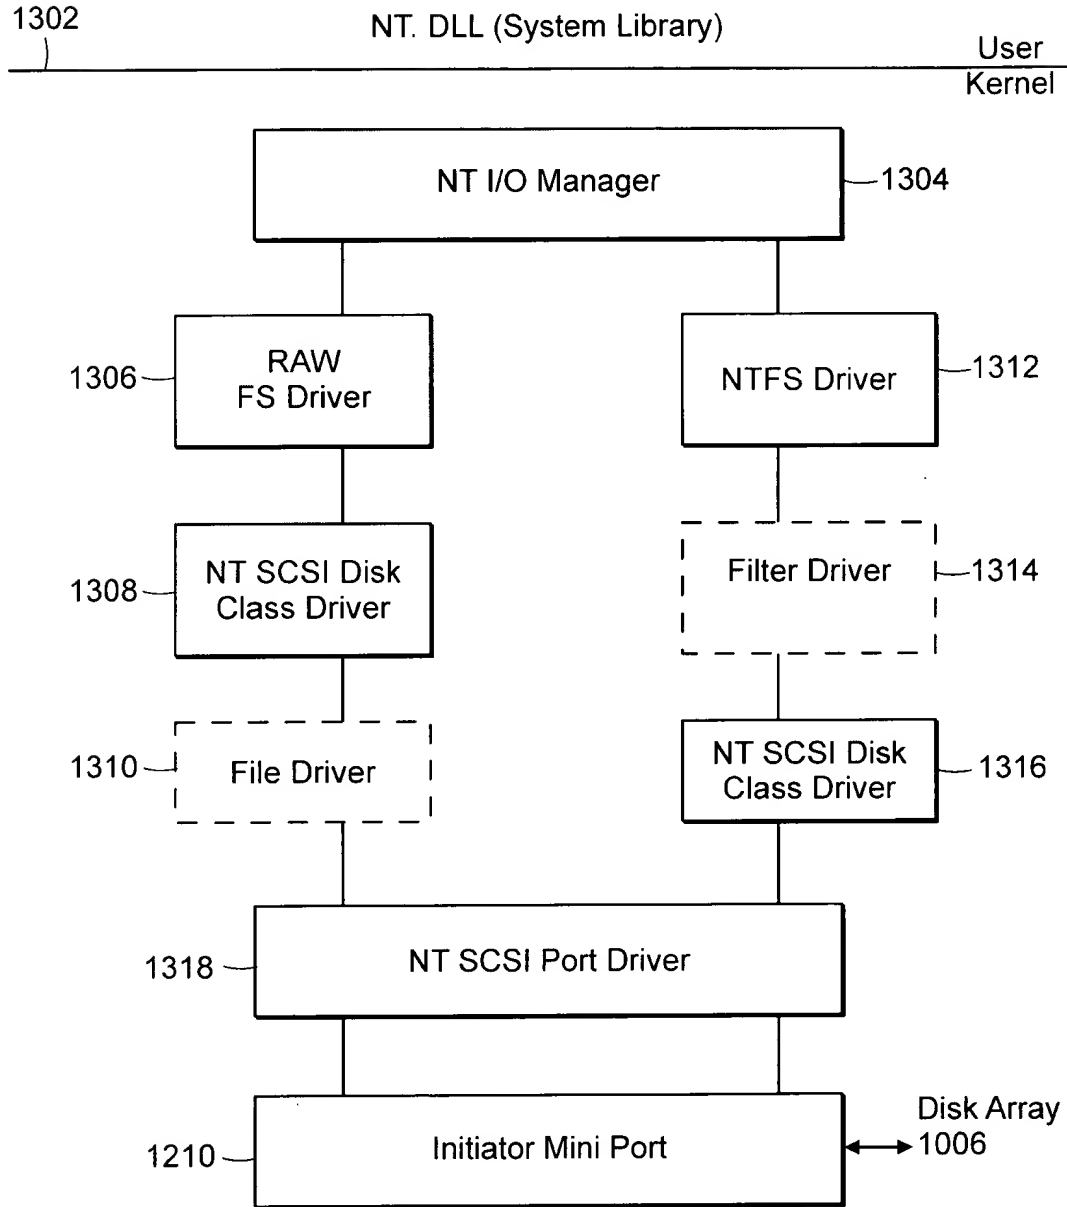 1302
NT. DLL (System Library)
User
Kernel
NT I/O Manager
1304
1306
RAW
FS Driver
NTFS Driver
1312
1308
NT SCSI Disk
Class Driver
Filter Driver
1314
1310
File Driver
NT SCSI Disk
Class Driver
1316
1318
NT SCSI Port Driver
1210
Initiator Mini Port
Disk Array
1006